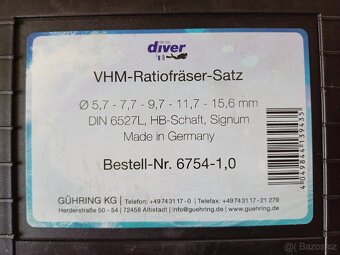 diver
VHM-Ratiofräser-Satz
Ø 5,7 - 7,7 - 9,7 - 11,7 - 15,6 mm
DIN 6527L, HB-Schaft, Signum
Made in Germany
Bestell-Nr. 6754-1,0
GÜHRING KG | Telefon: +49743117-0 | Telefax: +49743117-21 279
Herderstraße 50 - 54 | 72458 Albstadt | info@guehring.de | www.guehring.de